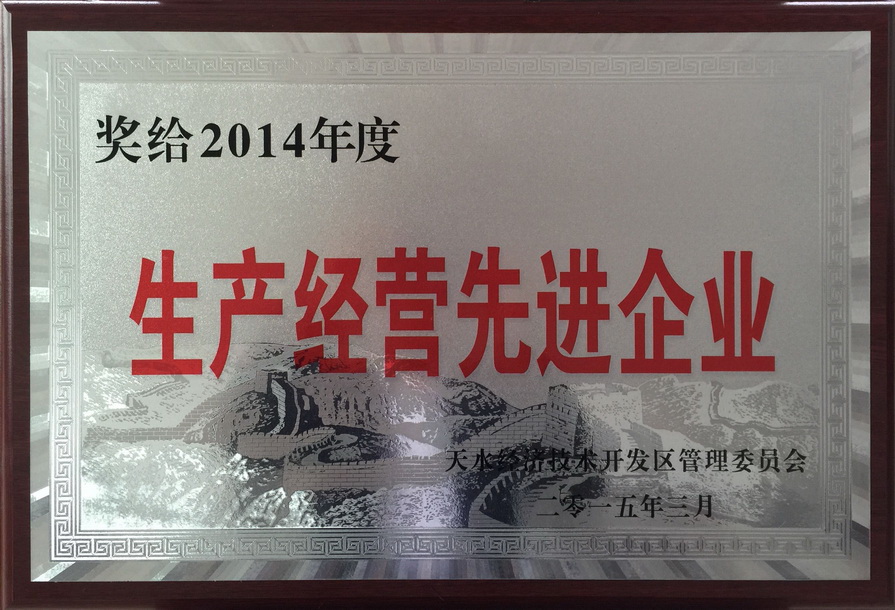 奖给2014年度
生产经营先进企业
天水经济技术开发区管理委员会
二零一五年三月